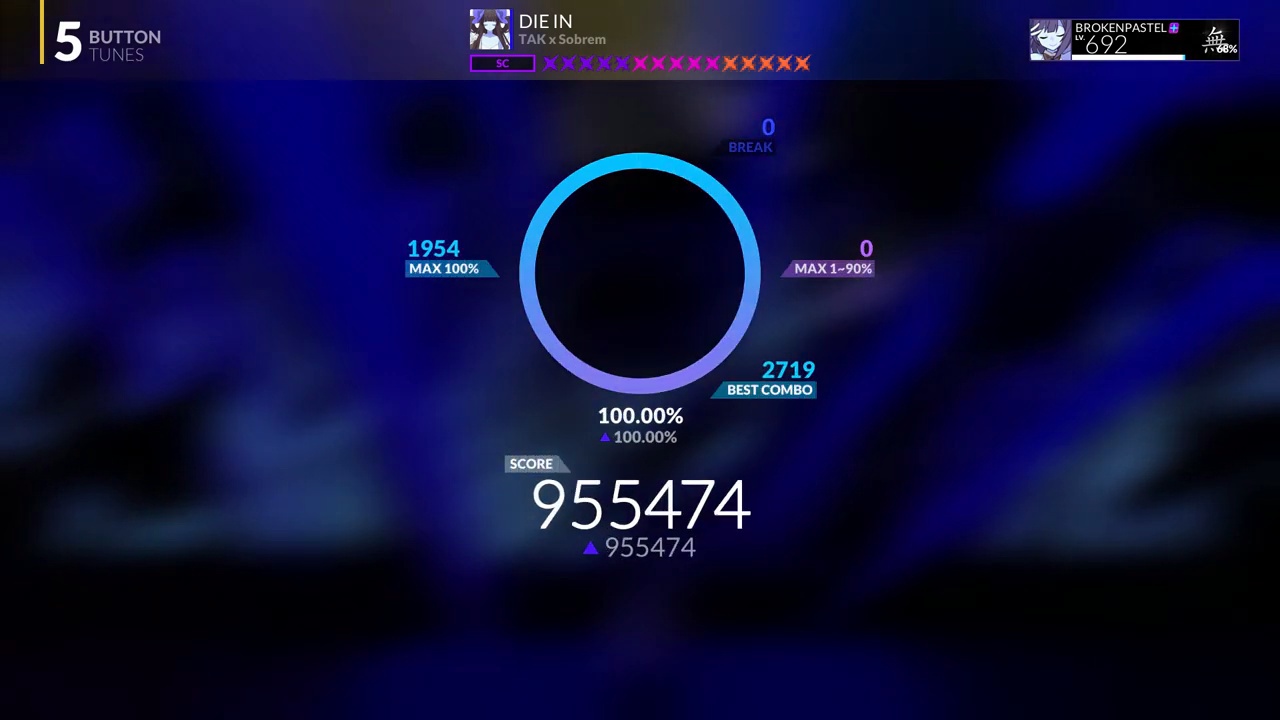 5 BUTTON
TUNES
DIE IN
TAK x Sobrem
SC
BROKENPASTEL
LV. 692
無
68%
0
BREAK
1954
MAX 100%
0
MAX 1~90%
2719
BEST COMBO
100.00%
▲ 100.00%
SCORE
955474
▲ 955474